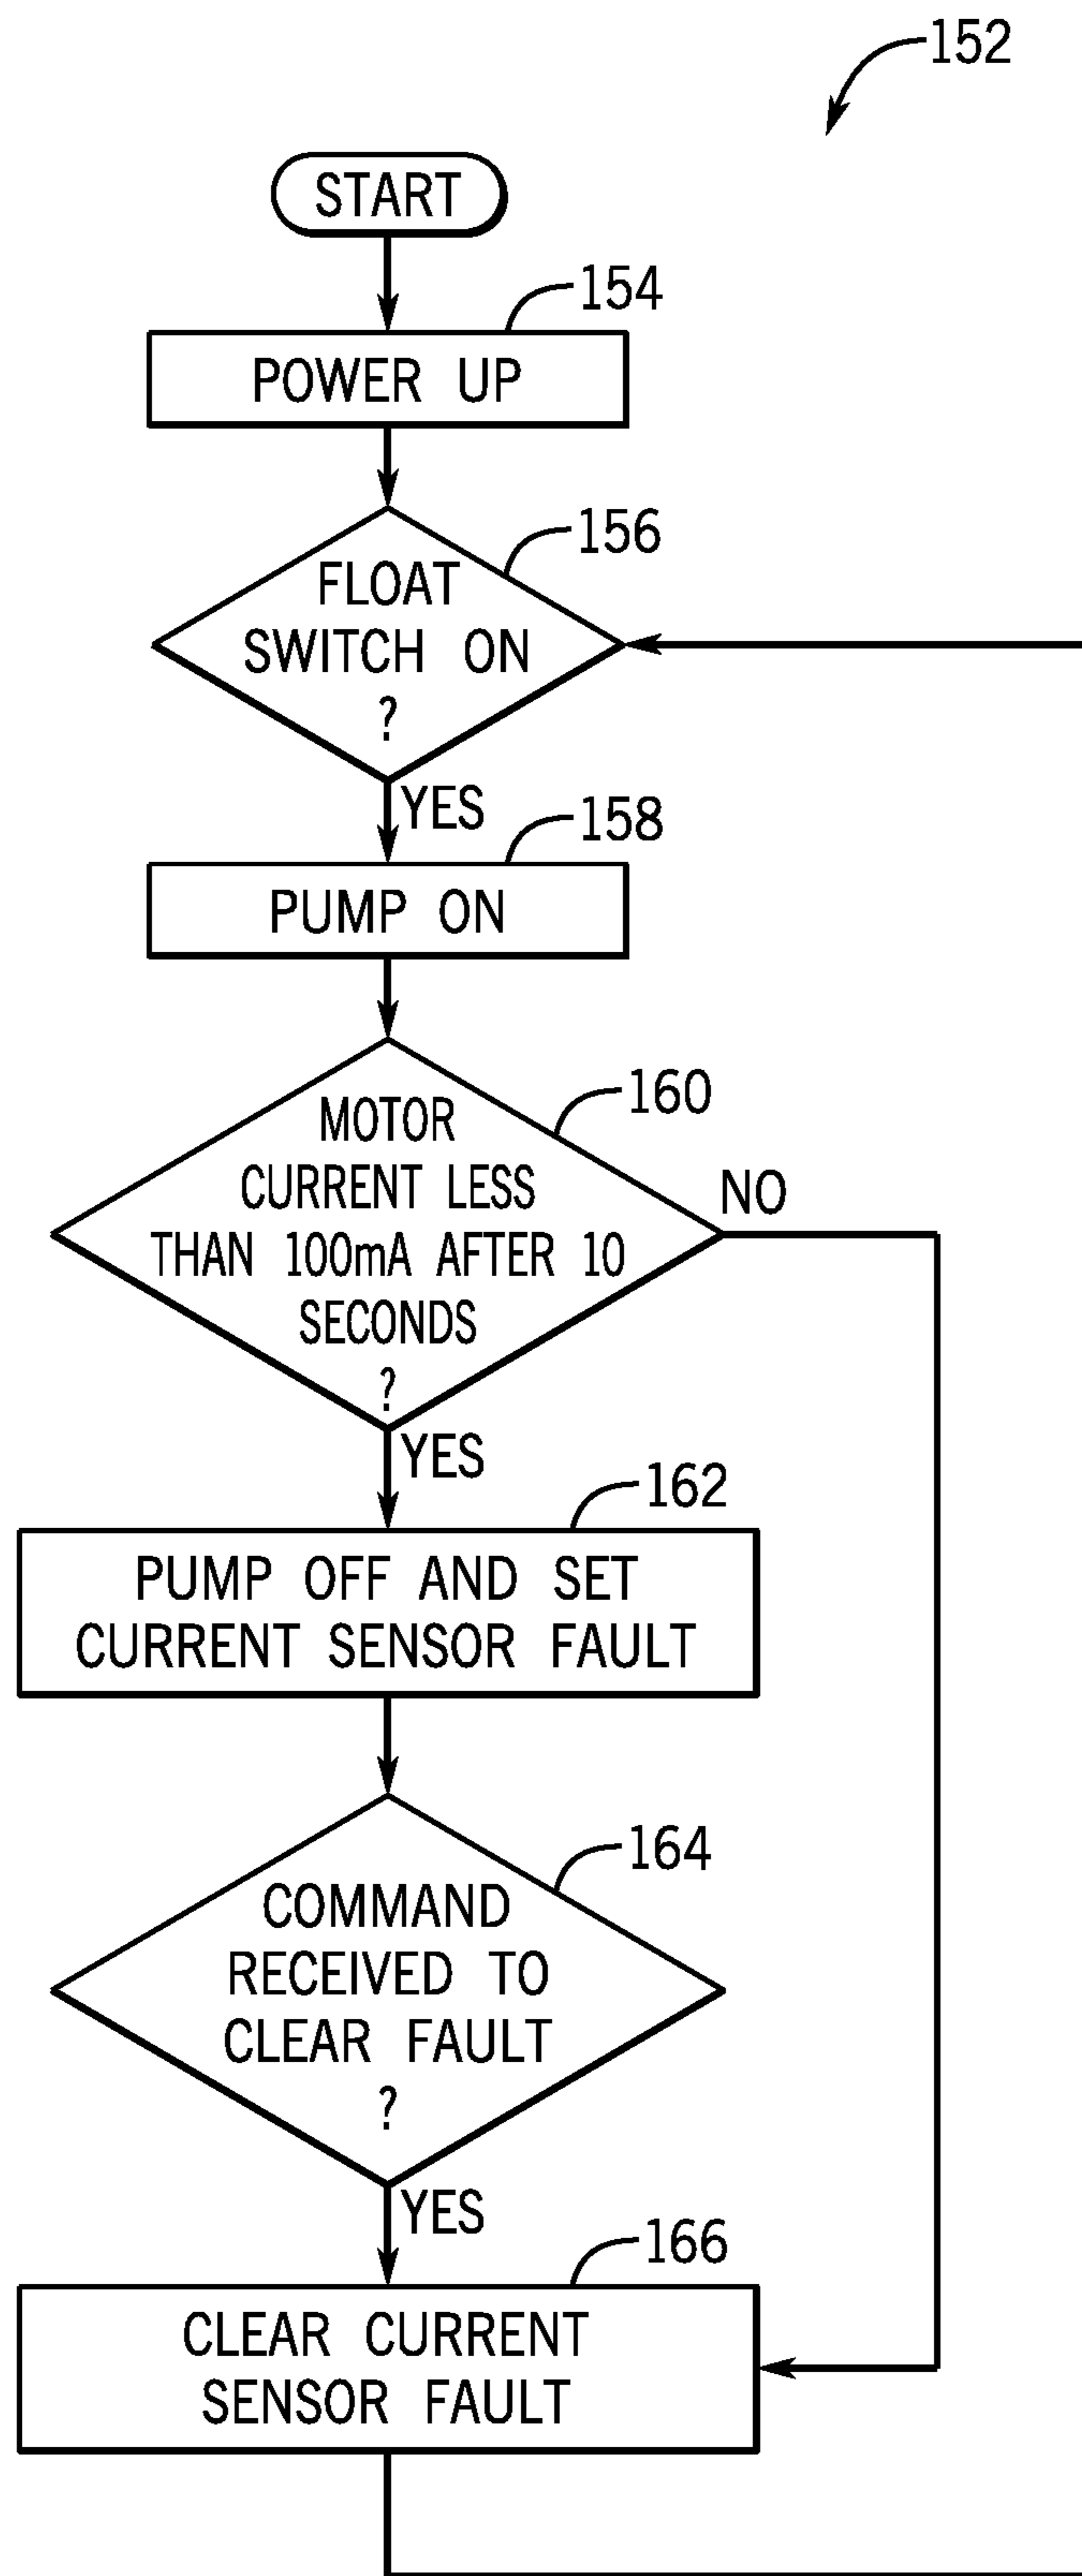 152
START
154
POWER UP
156
FLOAT
SWITCH ON
?
YES
158
PUMP ON
160
MOTOR
CURRENT LESS
THAN 100mA AFTER 10
SECONDS
?
NO
YES
162
PUMP OFF AND SET
CURRENT SENSOR FAULT
164
COMMAND
RECEIVED TO
CLEAR FAULT
?
YES
166
CLEAR CURRENT
SENSOR FAULT